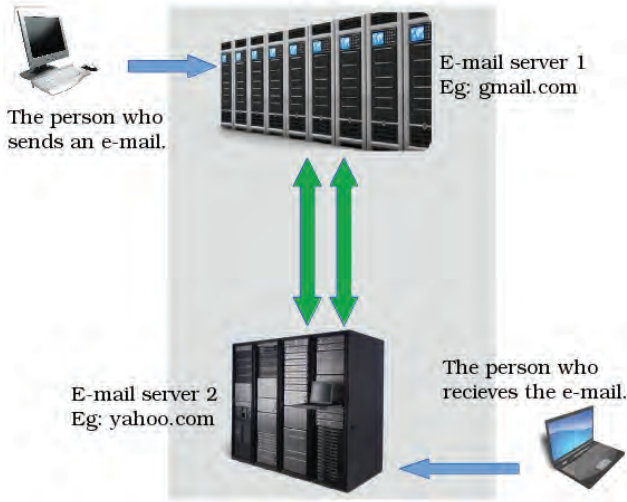 E-mail server 1
Eg: gmail.com
The person who
sends an e-mail.
The person who
recieves the e-mail.
E-mail server 2
Eg: yahoo.com